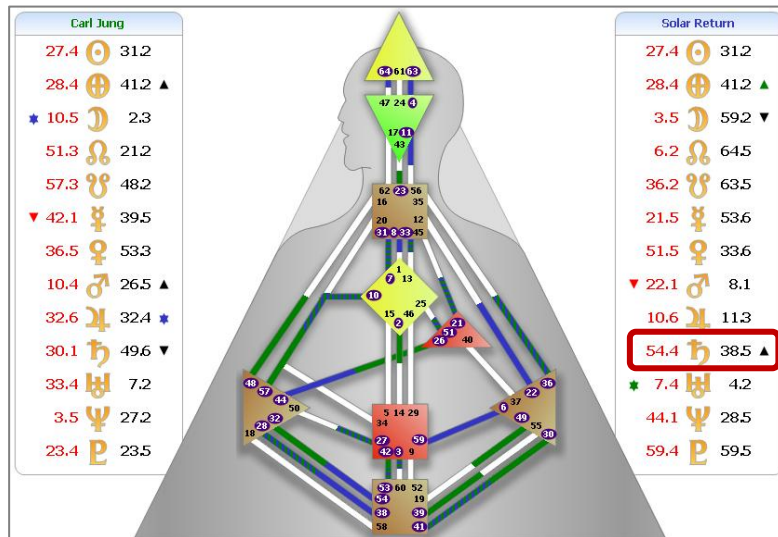 Carl Jung
27.4 31.2
28.4 41.2 ▲
10.5 2.3
51.3 21.2
57.3 48.2
▼ 42.1 39.5
36.5 53.3
10.4 26.5 ▲
32.6 32.4
30.1 49.6 ▼
33.4 7.2
3.5 27.2
23.4 23.5
64 61 63
47 24 4
17 11
43
62 23 56
16 35
20 12
31 8 33 45
1
7 13
10
25
15 46
2
21
51
26 40
48
57
44
50
32
28
18
5 14 29
34
27 59
42 3 9
36
22
37
6
49
55
30
53 60 52
54 19
38 39
58 41
Solar Return
27.4 31.2
28.4 41.2 ▲
3.5 59.2 ▼
6.2 64.5
36.2 63.5
21.5 53.6
51.5 33.6
▼ 22.1 8.1
10.6 11.3
54.4 38.5 ▲
7.4 4.2
44.1 28.5
59.4 59.5